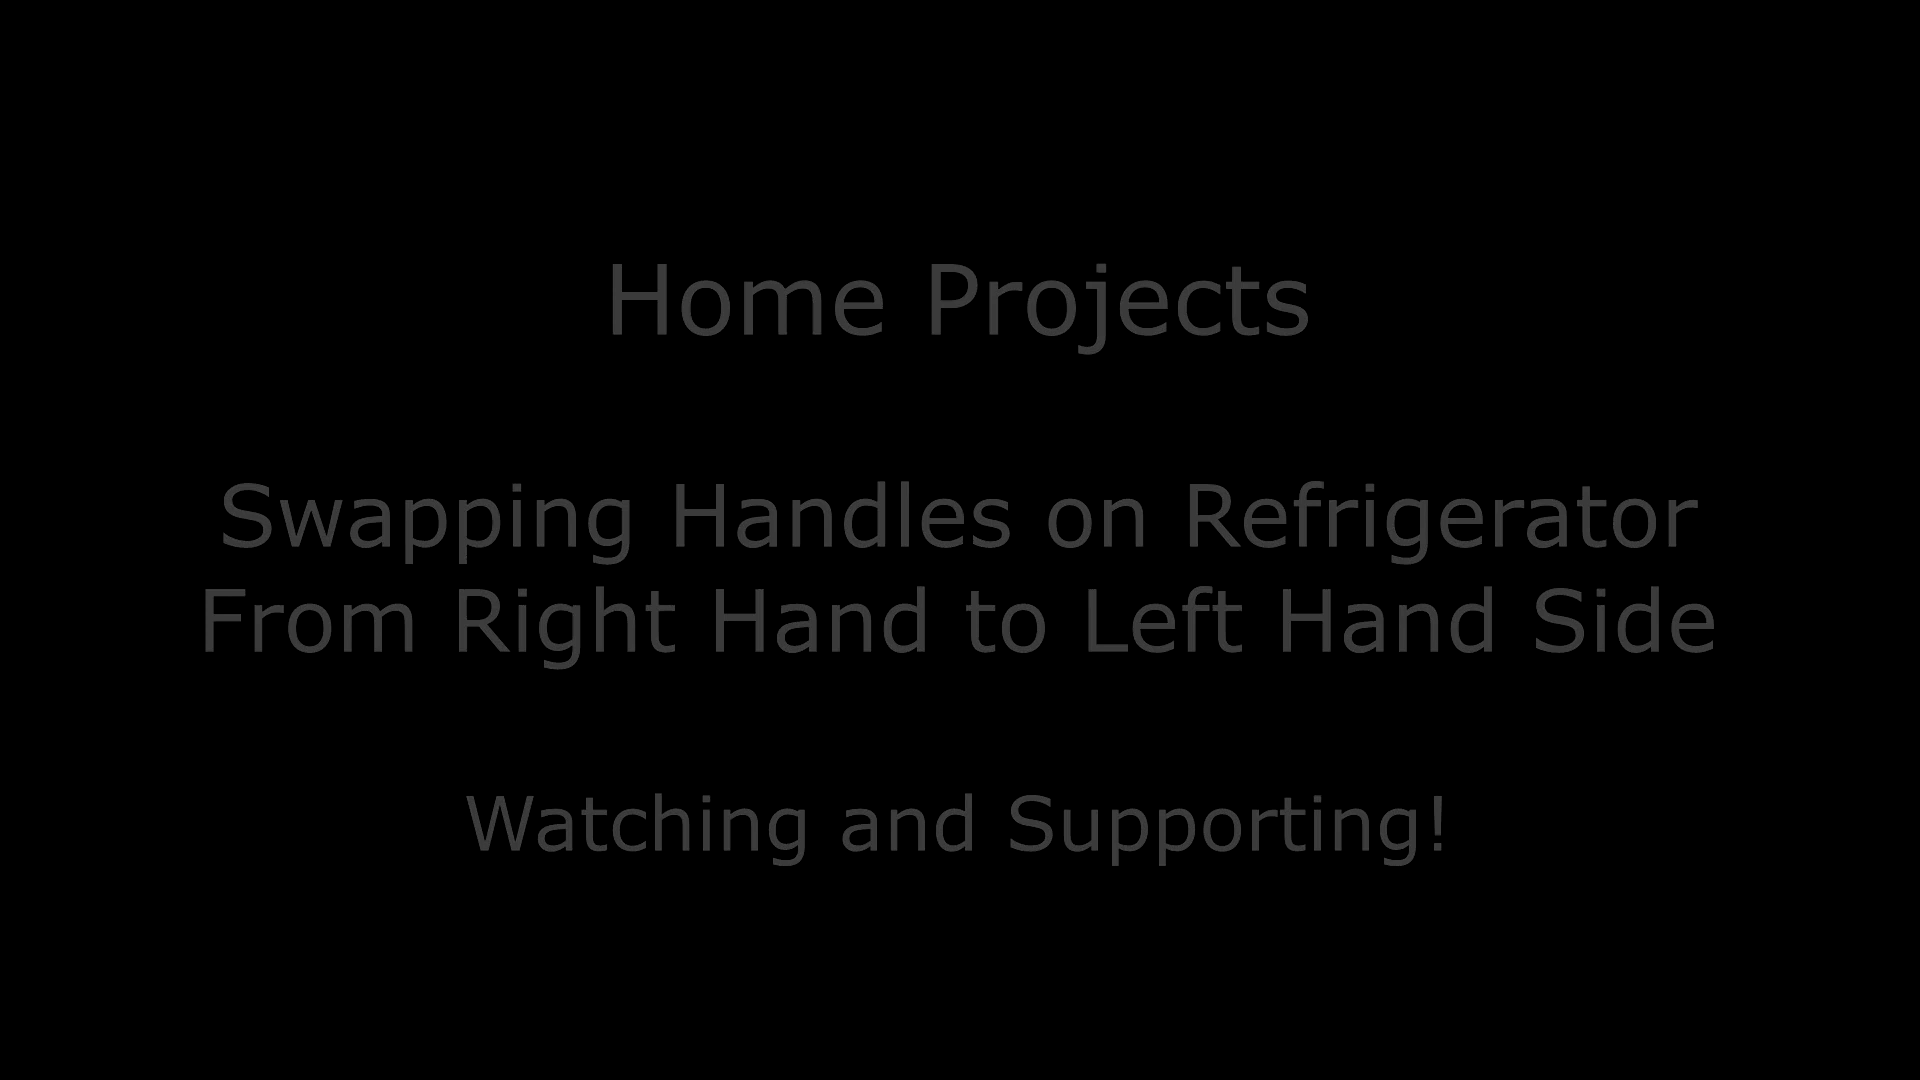 Home Projects
Swapping Handles on Refrigerator
From Right Hand to Left Hand Side
Watching and Supporting!